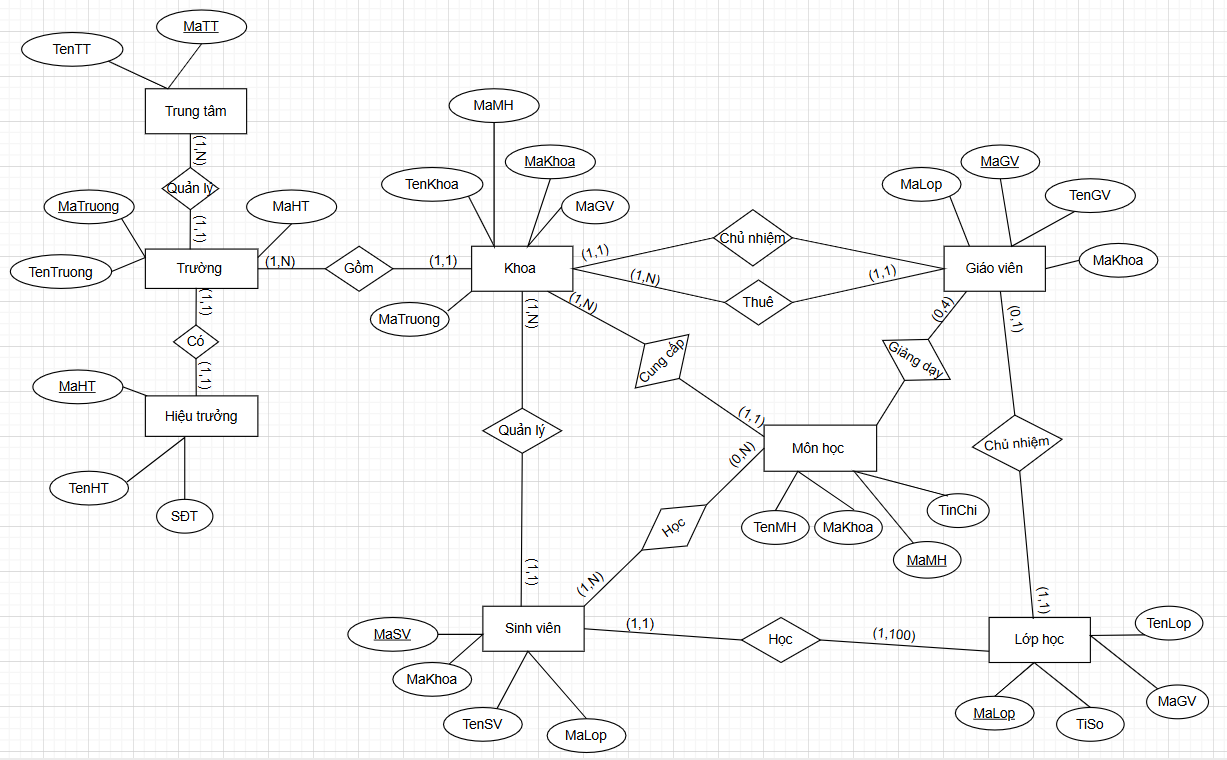 MaTT
TenTT
Trung tâm
(1,N)
Quản lý
(1,1)
MaTruong
MaHT
TenTruong
Trường
(1,N)
Gồm
(1,1)
(1,1)
Có
(1,1)
MaHT
Hiệu trưởng
TenHT
SĐT
MaMH
MaKhoa
TenKhoa
MaGV
Khoa
MaTruong
(1,1)
Chủ nhiệm
(1,N)
Thuê
(1,1)
MaGV
MaLop
TenGV
Giáo viên
MaKhoa
(1,N)
(1,N)
Cung cấp
(1,1)
(0,4)
Giảng dạy
(0,1)
Chủ nhiệm
(1,1)
Quản lý
(1,1)
Môn học
(0,N)
Học
(1,N)
TenMH
MaKhoa
TinChi
MaMH
Sinh viên
MaSV
MaKhoa
TenSV
MaLop
(1,1)
Học
(1,100)
Lớp học
TenLop
MaGV
MaLop
TiSo